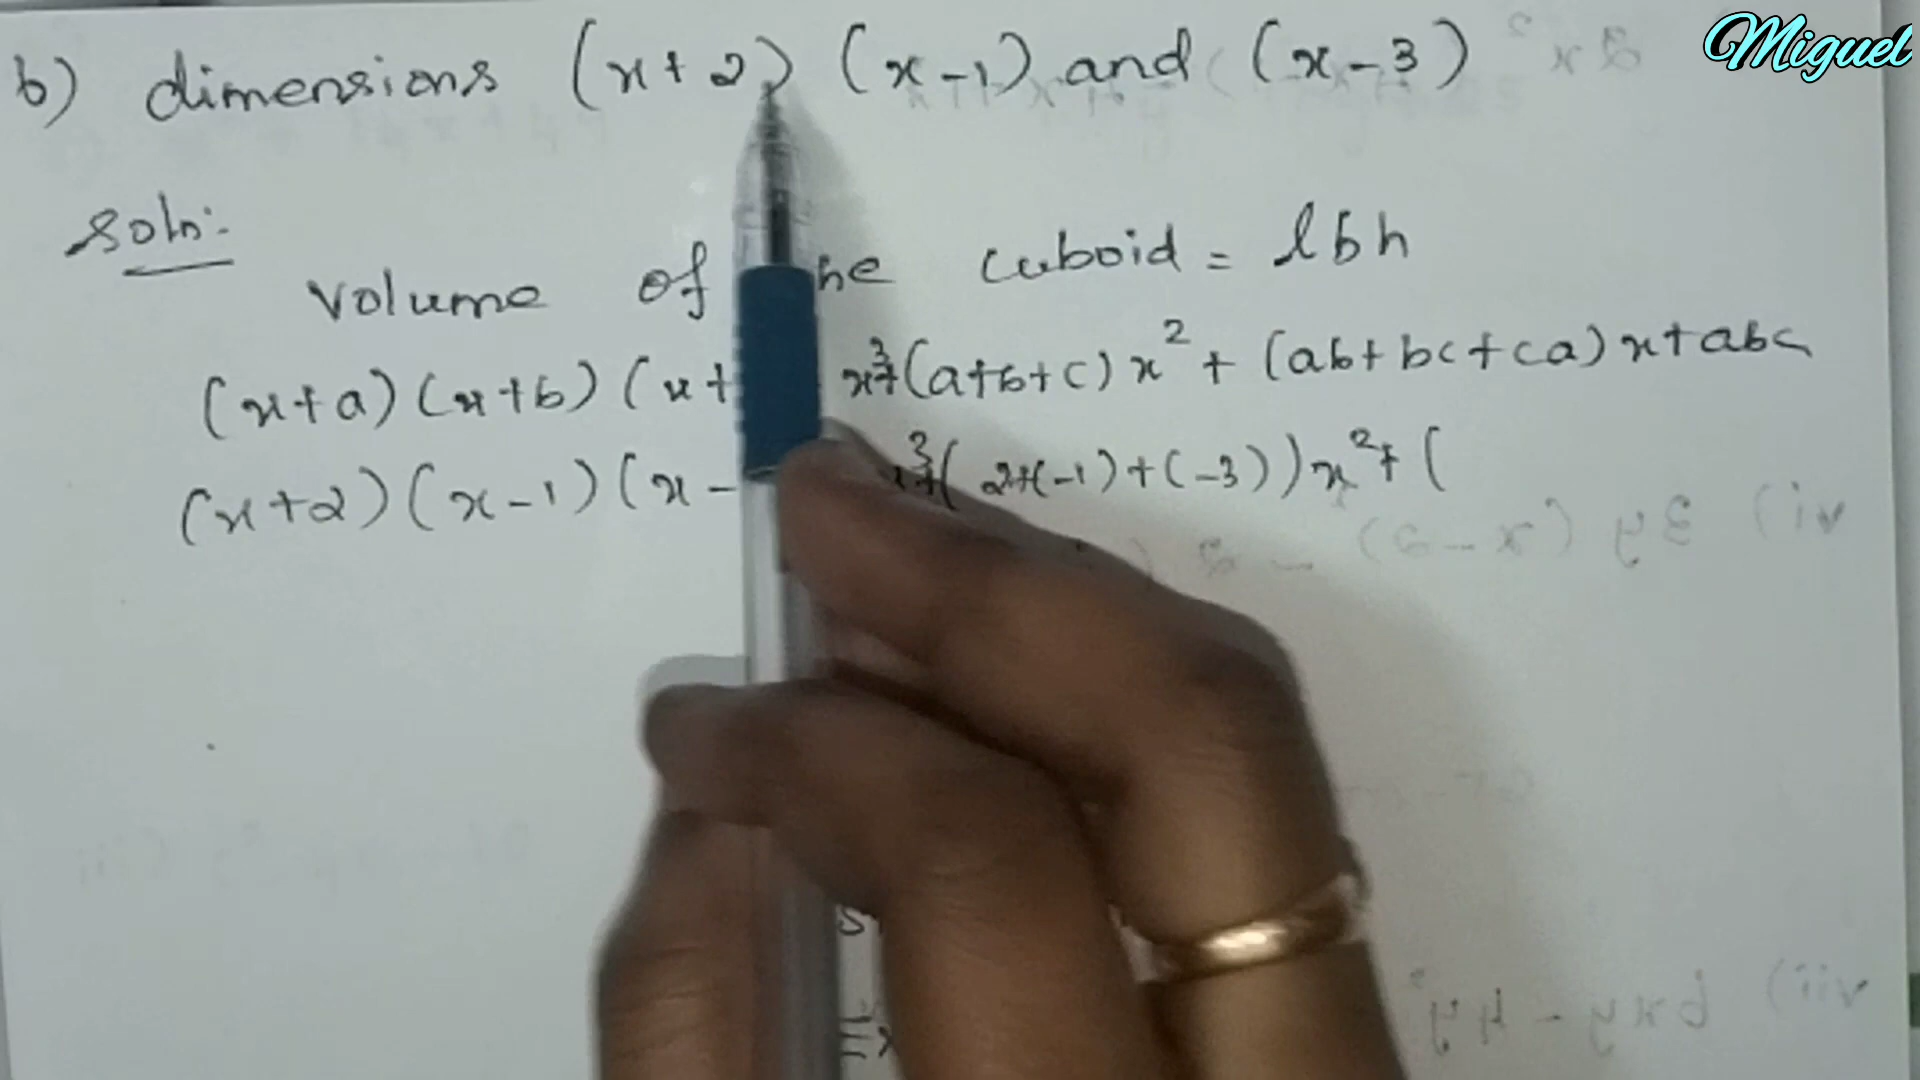 b) dimensions (x+2) (x-1) and (x-3)
Miguel
Soln:
Volume of he cuboid = lbh
(x+a)(x+b)(x+ x³+(a+b+c)x²+(ab+bc+ca)x+abc
(x+2)(x-1)(x- x³+(2+(-1)+(-3))x²+(